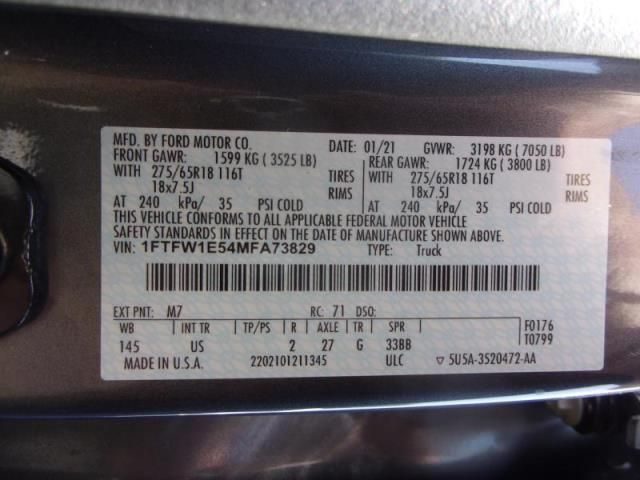 MFD. BY FORD MOTOR CO.
DATE: 01/21 GVWR: 3198 KG ( 7050 LB)
FRONT GAWR: 1599 KG ( 3525 LB) REAR GAWR: 1724 KG ( 3800 LB)
WITH 275/65R18 116T TIRES WITH 275/65R18 116T TIRES
18x7.5J RIMS 18x7.5J RIMS
AT 240 kPa/ 35 PSI COLD AT 240 kPa/ 35 PSI COLD
THIS VEHICLE CONFORMS TO ALL APPLICABLE FEDERAL MOTOR VEHICLE
SAFETY STANDARDS IN EFFECT ON THE DATE OF MANUFACTURE SHOWN ABOVE.
VIN: 1FTFW1E54MFA73829 TYPE: Truck
EXT PNT: M7 RC: 71 DSO:
WB INT TR TP/PS R AXLE TR SPR F0176
145 US 2 27 G 33BB T0799
MADE IN U.S.A. 2202101211345 ULC ▽ 5U5A-3520472-AA